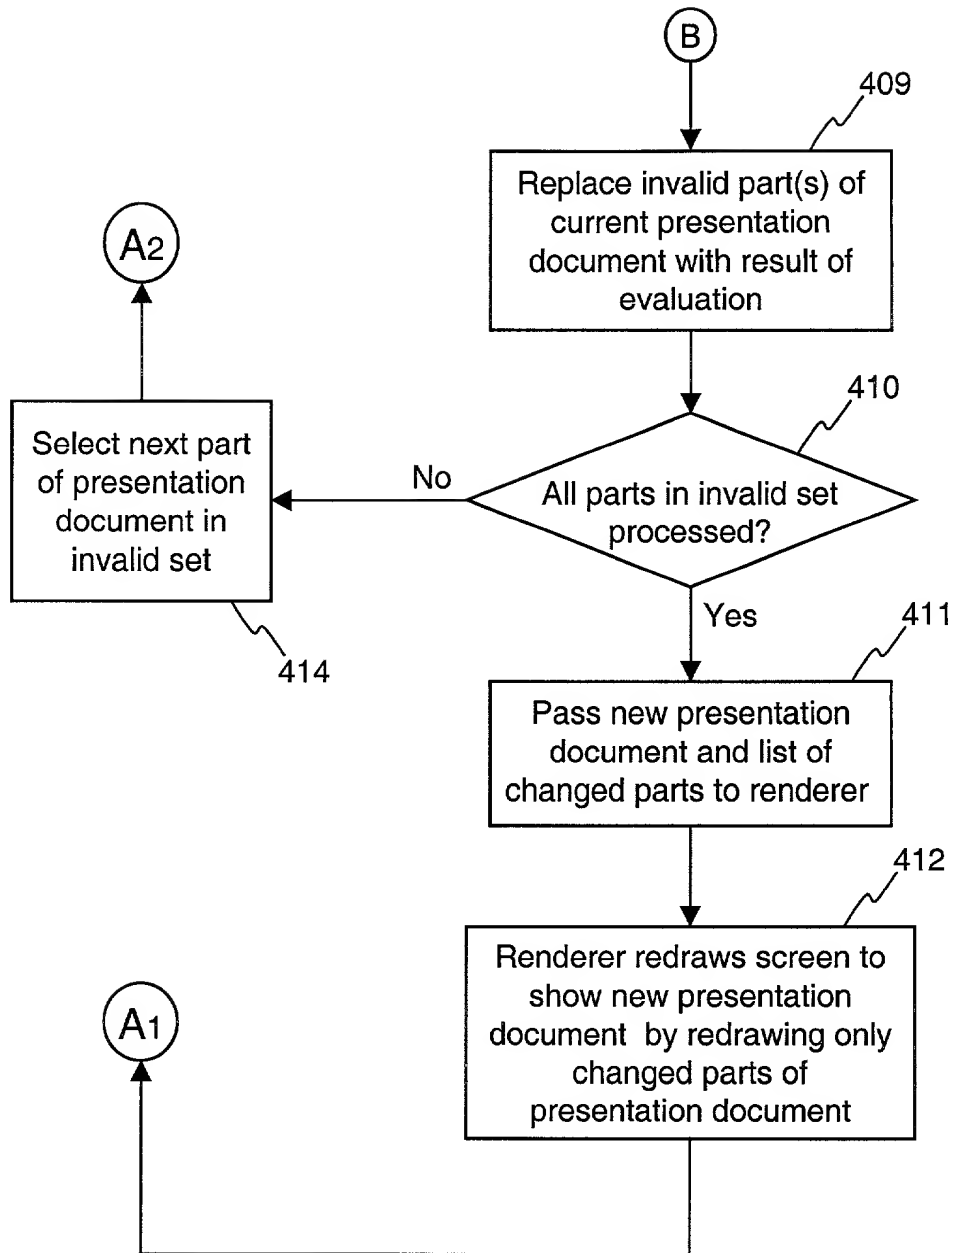 B
409
Replace invalid part(s) of
current presentation
document with result of
evaluation
A2
410
Select next part
of presentation
document in
invalid set
No
All parts in invalid set
processed?
414
Yes
411
Pass new presentation
document and list of
changed parts to renderer
412
Renderer redraws screen to
show new presentation
document by redrawing only
changed parts of
presentation document
A1